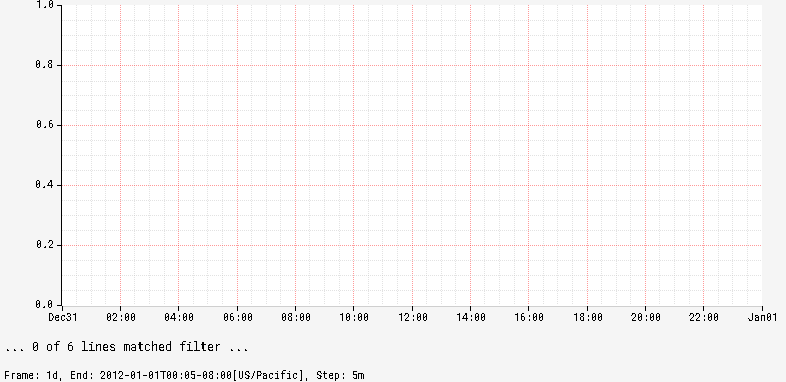 1.0
0.8
0.6
0.4
0.2
0.0
Dec31 02:00 04:00 06:00 08:00 10:00 12:00 14:00 16:00 18:00 20:00 22:00 Jan01
... 0 of 6 lines matched filter ...
Frame: 1d, End: 2012-01-01T00:05-08:00[US/Pacific], Step: 5m